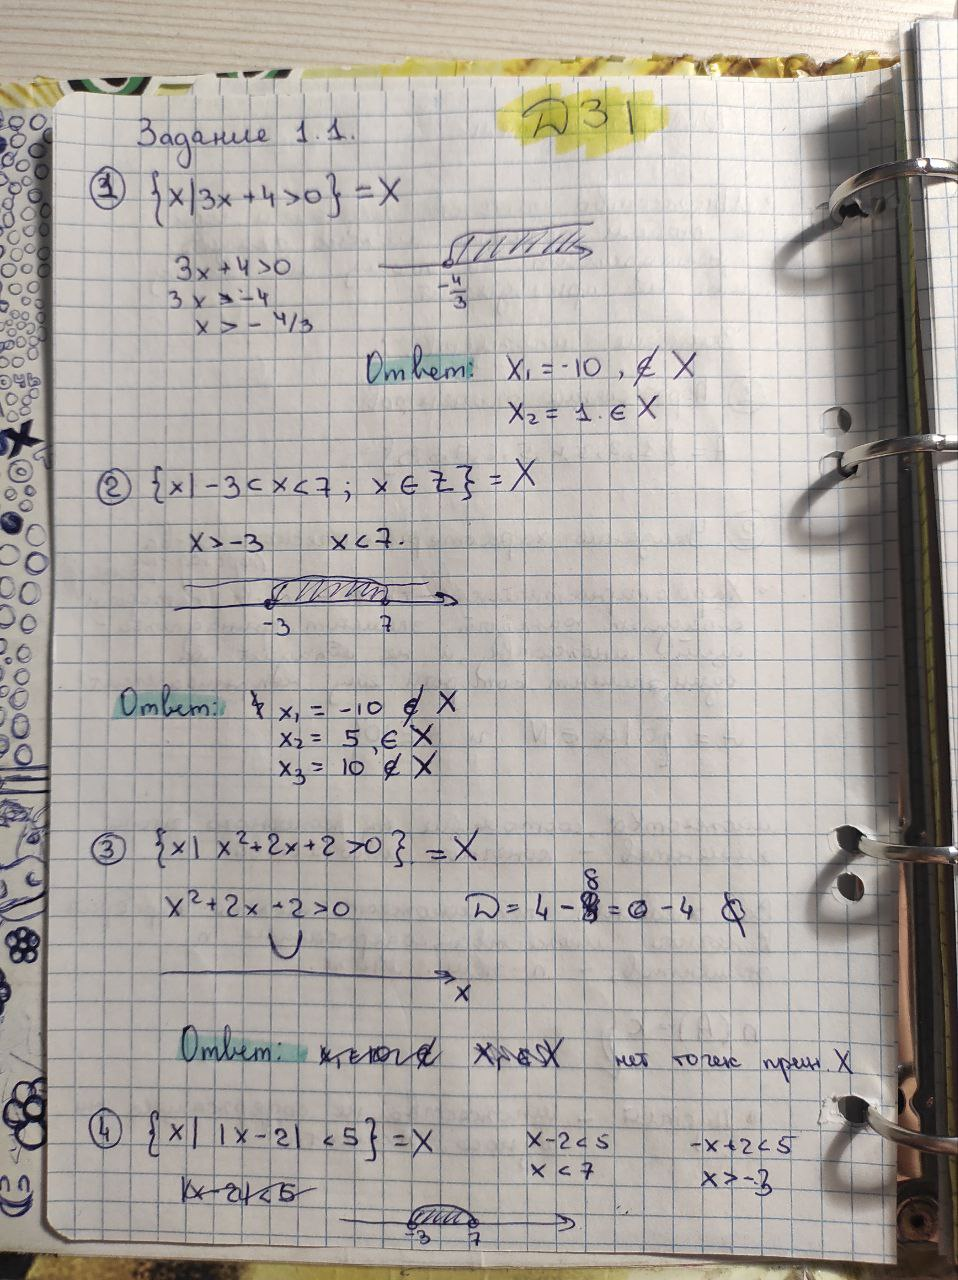 ДЗ 1
Задание 1.1.
① {x|3x+4>0} = X
3x+4>0
3x > -4
x > - 4/3
-4/3
Ответ: x₁ = -10, ∉ X
x₂ = 1. ∈ X
② {x| -3<x<7; x ∈ Z} = X
x>-3 x<7.
-3 7
Ответ: x₁ = -10 ∉ X
x₂ = 5, ∈ X
x₃ = 10 ∉ X
③ {x| x²+2x+2>0}. = X
x²+2x+2>0 D = 4-8 = -4
x
Ответ: нет точек прин. X
④ {x| |x-2| <5} = X x-2<5 -x+2<5
x<7 x>-3
|x-2|<5
-3 7